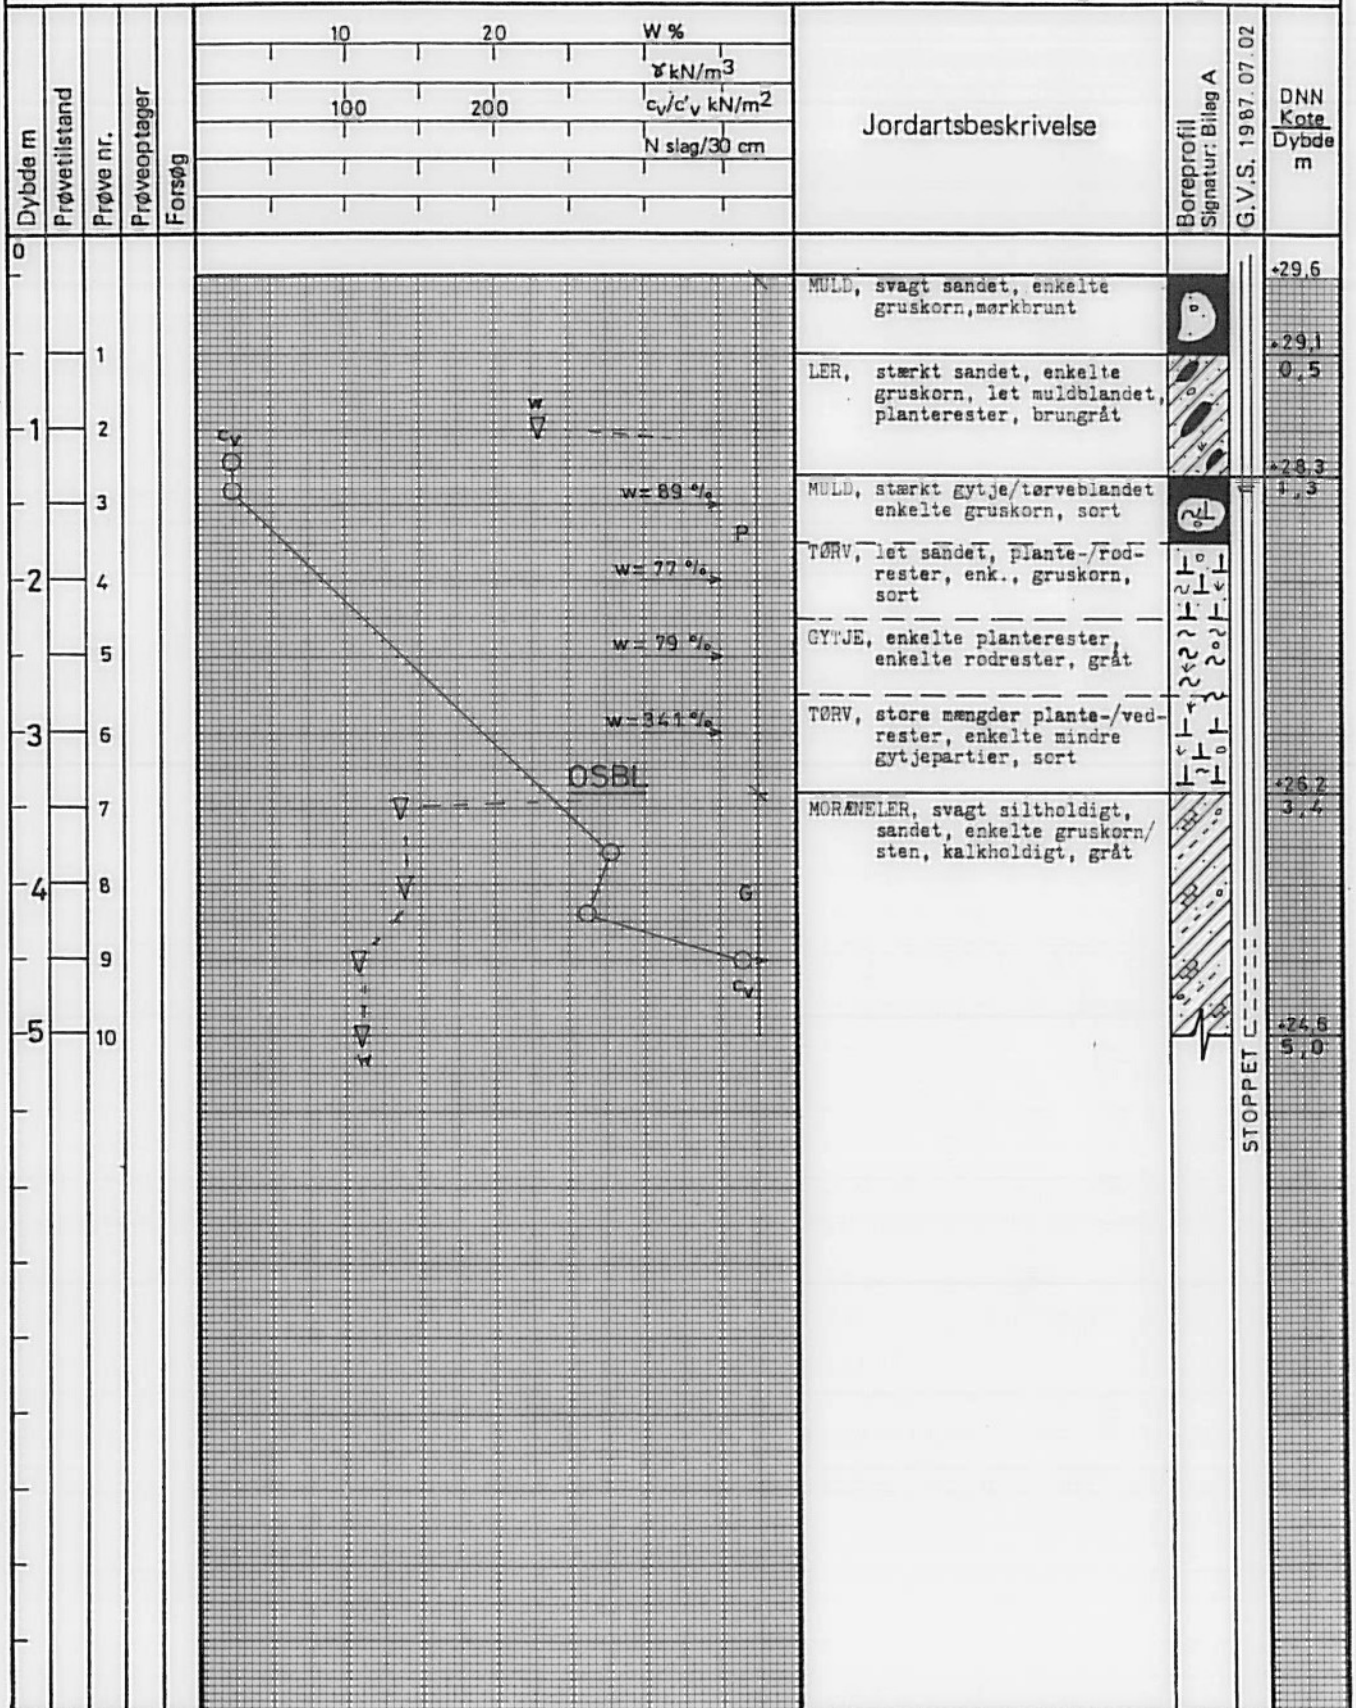 10 20 W %
γ kN/m³
100 200 cv/c'v kN/m²
N slag/30 cm
Dybde m
Prøvetilstand
Prøve nr.
Prøveoptager
Forsøg
Jordartsbeskrivelse
Boreprofil
Signatur: Bilag A
G.V.S. 1987.07.02
DNN
Kote
Dybde
m
0
+29,6
MULD, svagt sandet, enkelte
gruskorn, mørkbrunt
+29,1
1
0,5
LER, stærkt sandet, enkelte
gruskorn, let muldblandet,
planterester, brungråt
w
1 2
cv
+28,3
1,3
MULD, stærkt gytje/tørveblandet
enkelte gruskorn, sort
w= 89 %
3
P
TØRV, let sandet, plante-/rod-
rester, enk., gruskorn,
sort
w= 77 %
2 4
GYTJE, enkelte planterester,
enkelte rodrester, gråt
w= 79 %
5
TØRV, store mængder plante-/ved-
rester, enkelte mindre
gytjepartier, sort
w= 341 %
3 6
OSBL
+26,2
3,4
7
MORÆNELER, svagt siltholdigt,
sandet, enkelte gruskorn/
sten, kalkholdigt, gråt
4 8
G
9
cv
5 10
w
+24,6
5,0
STOPPET